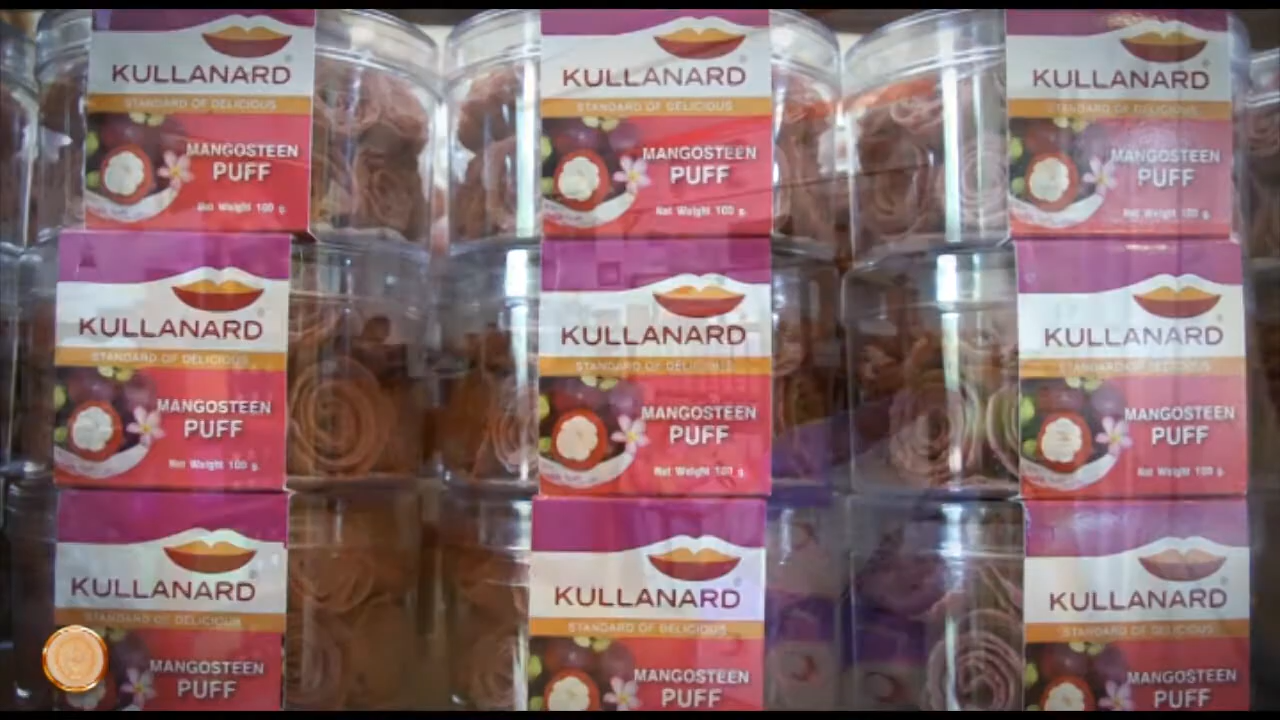 KULLANARD
STANDARD OF DELICIOUS
MANGOSTEEN
PUFF
Net Weight 100 g.
KULLANARD
STANDARD OF DELICIOUS
MANGOSTEEN
PUFF
Net Weight 100 g.
KULLANARD
STANDARD OF DELICIOUS
MANGOSTEEN
PUFF
Net Weight 100 g.
KULLANARD
STANDARD OF DELICIOUS
MANGOSTEEN
PUFF
Net Weight 100 g.
KULLANARD
STANDARD OF DELICIOUS
MANGOSTEEN
PUFF
Net Weight 100 g.
KULLANARD
STANDARD OF DELICIOUS
MANGOSTEEN
PUFF
Net Weight 100 g.
KULLANARD
STANDARD OF DELICIOUS
MANGOSTEEN
PUFF
KULLANARD
STANDARD OF DELICIOUS
MANGOSTEEN
PUFF
KULLANARD
STANDARD OF DELICIOUS
MANGOSTEEN
PUFF